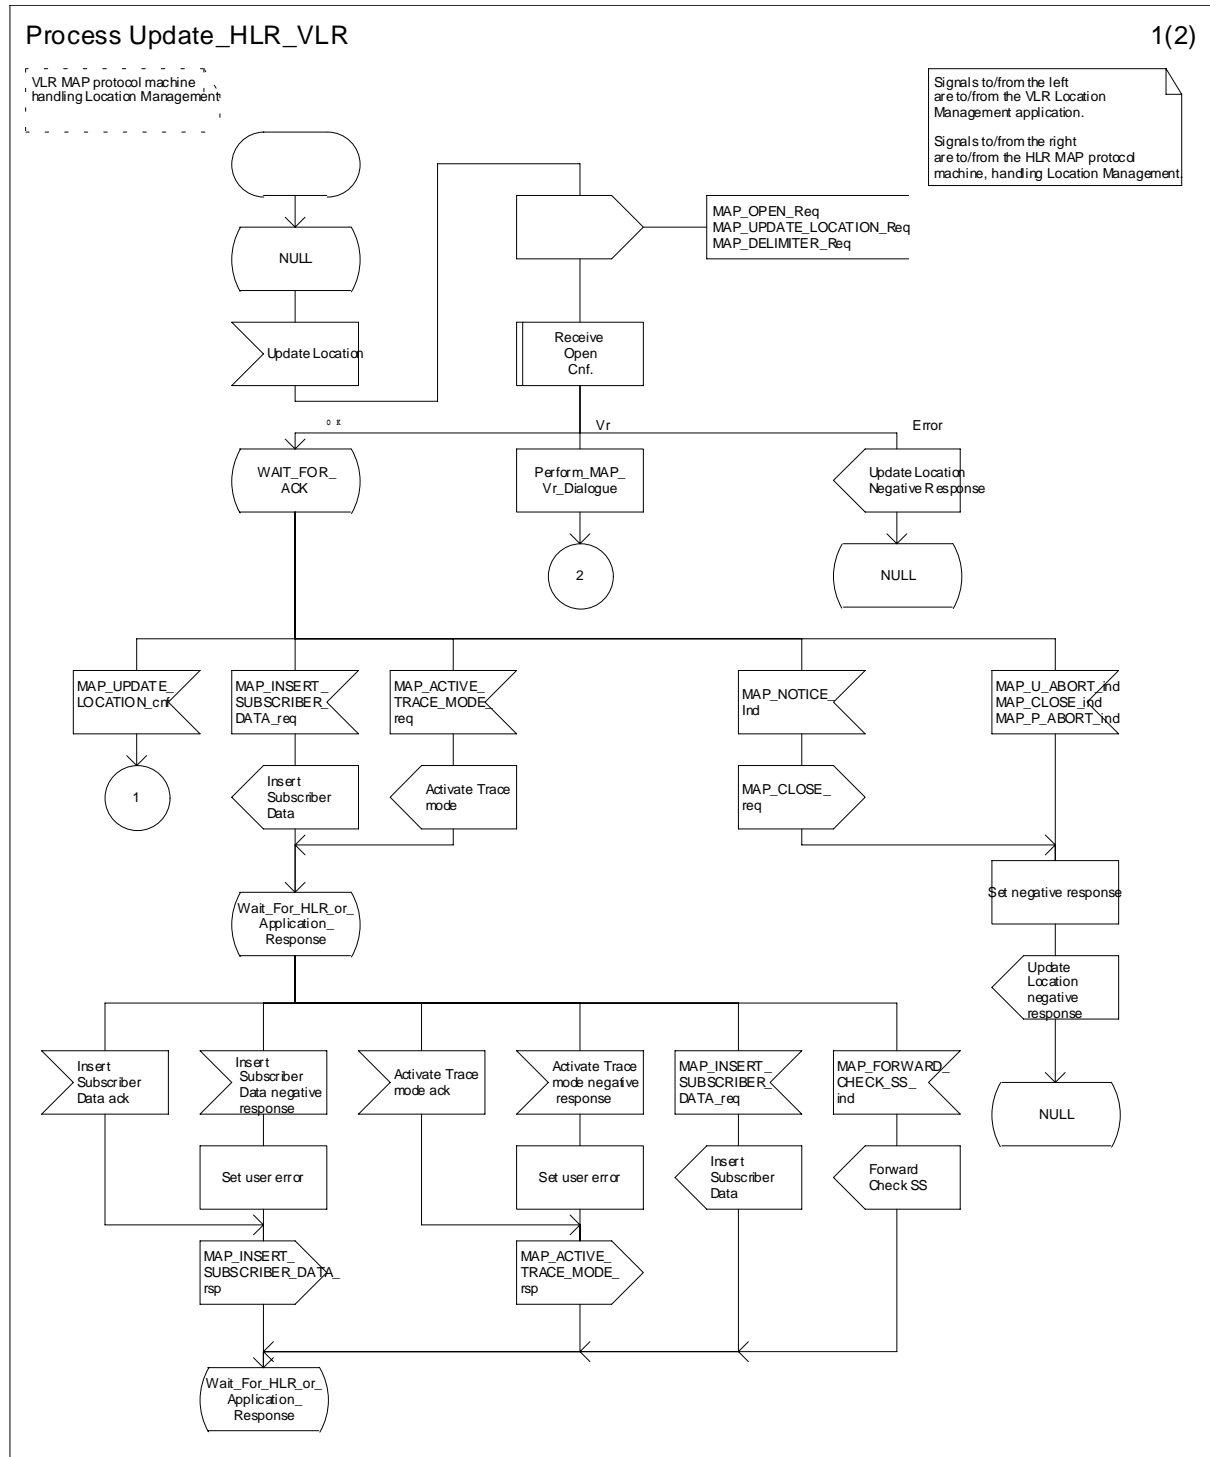 Process Update_HLR_VLR
1(2)
VLR MAP protocol machine
handling Location Management
Signals to/from the left
are to/from the VLR Location
Management application.
Signals to/from the right
are to/from the HLR MAP protocol
machine, handling Location Management.
MAP_OPEN_Req
MAP_UPDATE_LOCATION_Req
MAP_DELIMITER_Req
NULL
Update Location
Receive
Open
Cnf.
OK
Vr
Error
WAIT_FOR_
ACK
Perform_MAP_
Vr_Dialogue
Update Location
Negative Response
2
NULL
MAP_UPDATE_
LOCATION_cnf
MAP_INSERT_
SUBSCRIBER_
DATA_req
MAP_ACTIVE_
TRACE_MODE_
req
MAP_NOTICE_
Ind
MAP_U_ABORT_ind
MAP_CLOSE_ind
MAP_P_ABORT_ind
1
Insert
Subscriber
Data
Activate Trace
mode
MAP_CLOSE_
req
Set negative response
Wait_For_HLR_or_
Application_
Response
Update
Location
negative
response
Insert
Subscriber
Data ack
Insert
Subscriber
Data negative
response
Activate Trace
mode ack
Activate Trace
mode negative
response
MAP_INSERT_
SUBSCRIBER_
DATA_req
MAP_FORWARD_
CHECK_SS_
ind
NULL
Set user error
Set user error
Insert
Subscriber
Data
Forward
Check SS
MAP_INSERT_
SUBSCRIBER_DATA_
rsp
MAP_ACTIVE_
TRACE_MODE_
rsp
Wait_For_HLR_or_
Application_
Response